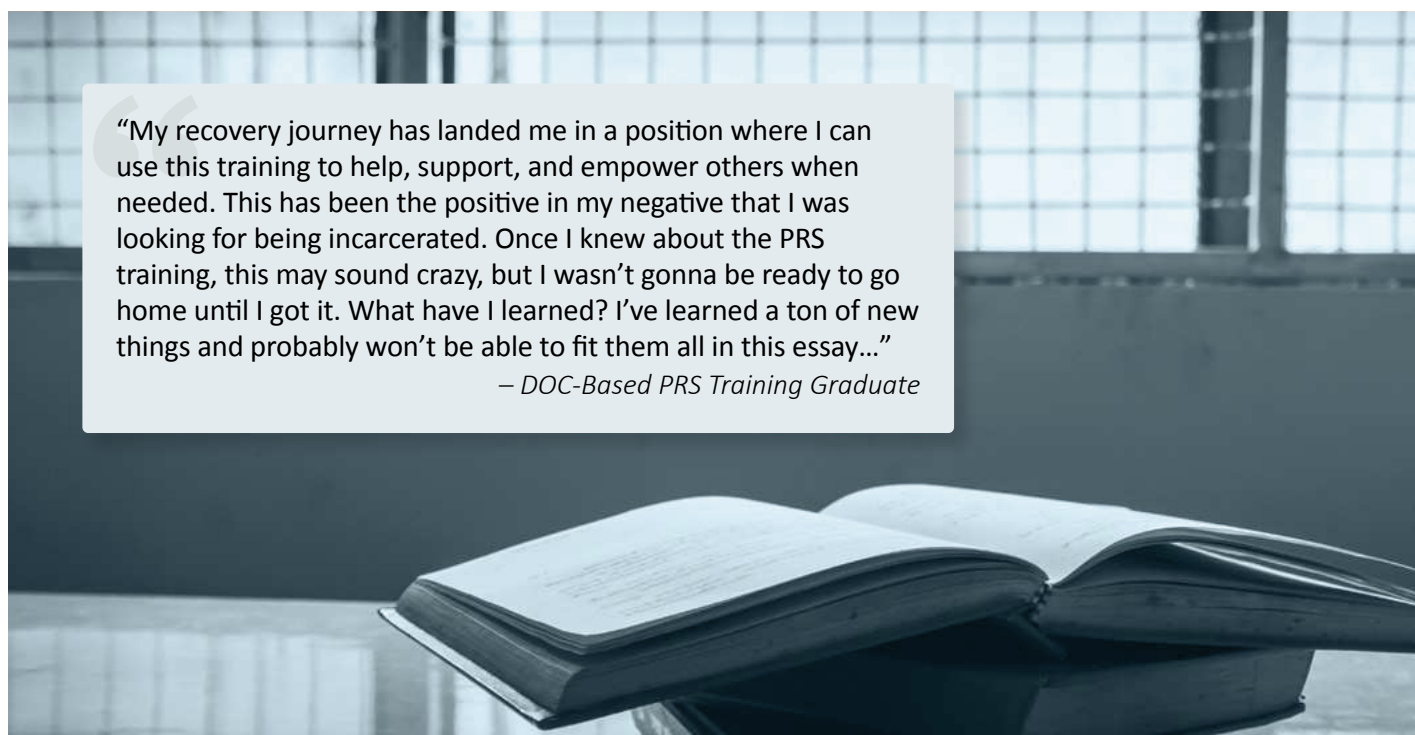 “My recovery journey has landed me in a position where I can
use this training to help, support, and empower others when
needed. This has been the positive in my negative that I was
looking for being incarcerated. Once I knew about the PRS
training, this may sound crazy, but I wasn’t gonna be ready to go
home until I got it. What have I learned? I’ve learned a ton of new
things and probably won’t be able to fit them all in this essay…”
– DOC-Based PRS Training Graduate